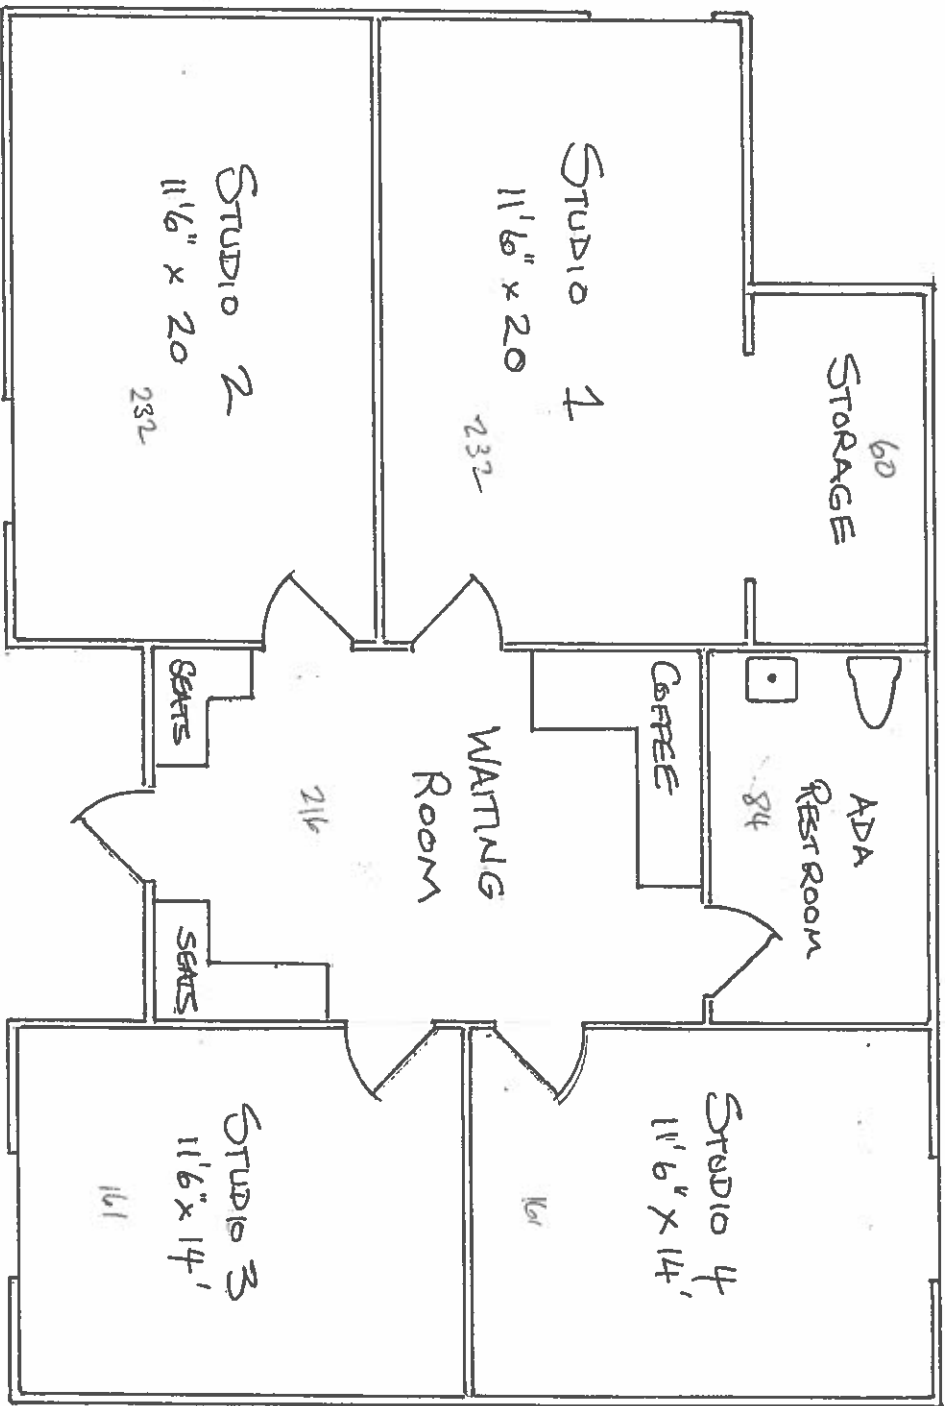 STUDIO 2
11'6" x 20
232
STUDIO 1
11'6" x 20
232
60
STORAGE
SEATS
COFFEE
WAITING
ROOM
216
ADA
RESTROOM
84
SEATS
STUDIO 3
11'6" x 14'
161
STUDIO 4
11'6" x 14'
161